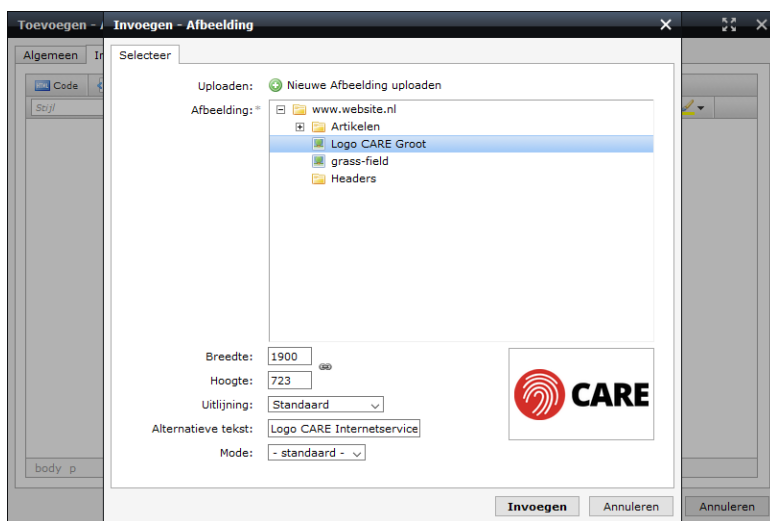 Toevoegen - A
Invoegen - Afbeelding
Algemeen In
Selecteer
Code
Stijl
Uploaden: Nieuwe Afbeelding uploaden
Afbeelding:*
www.website.nl
Artikelen
Logo CARE Groot
grass-field
Headers
Breedte: 1900
Hoogte: 723
Uitlijning: Standaard
Alternatieve tekst: Logo CARE Internetservice
Mode: - standaard -
CARE
body p
Invoegen Annuleren
Annuleren